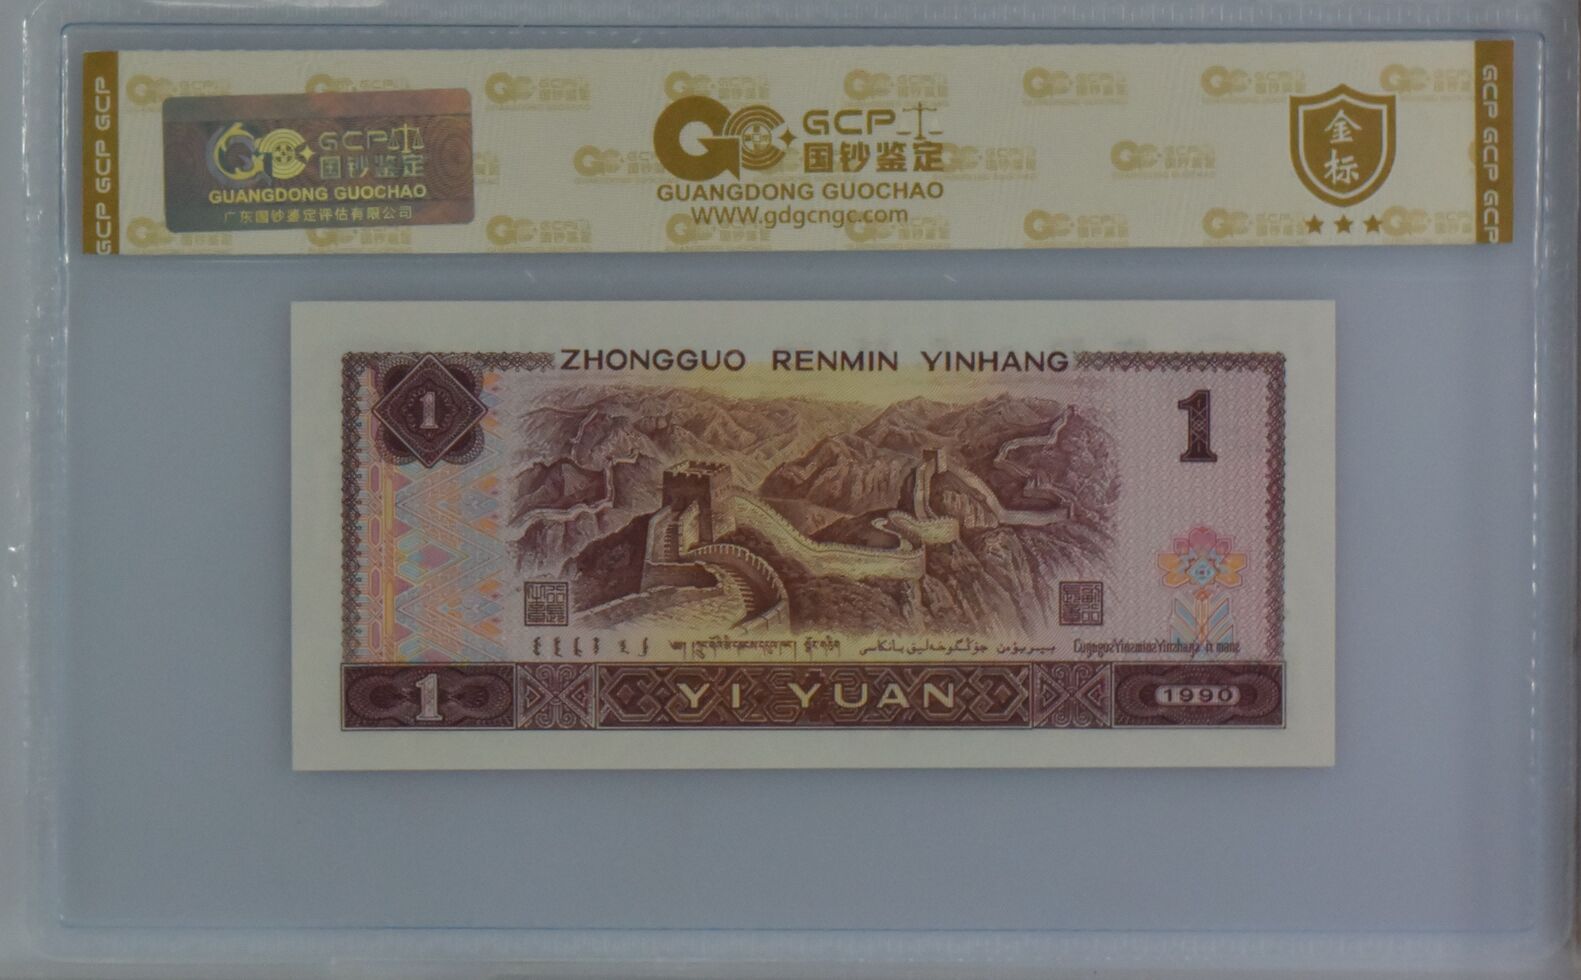 GCP GCP GCP
GCP
国钞鉴定
GUANGDONG GUOCHAO
广东国钞鉴定评估有限公司
GCP
国钞鉴定
GUANGDONG GUOCHAO
WWW.gdgcngc.com
金
标
GCP GCP GCP
ZHONGGUO RENMIN YINHANG
1
1
1
YI YUAN
1990